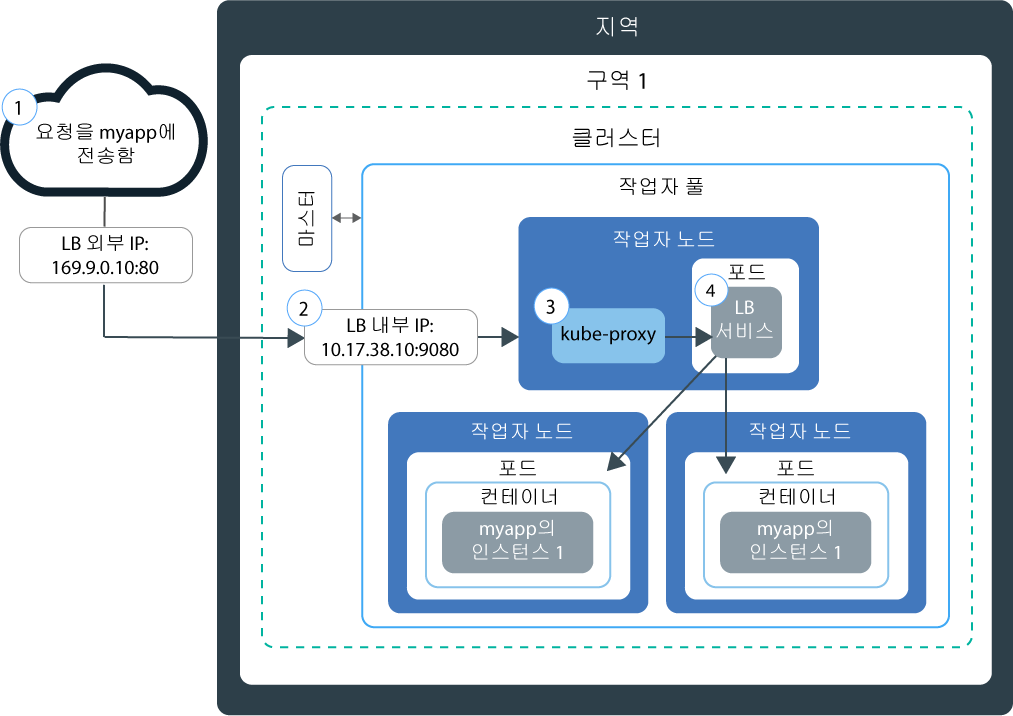 지역
구역 1
클러스터
1
요청을 myapp에
전송함
LB 외부 IP:
169.9.0.10:80
마스터
작업자 풀
2
LB 내부 IP:
10.17.38.10:9080
작업자 노드
3
kube-proxy
포드
4
LB
서비스
작업자 노드
포드
컨테이너
myapp의
인스턴스 1
작업자 노드
포드
컨테이너
myapp의
인스턴스 1